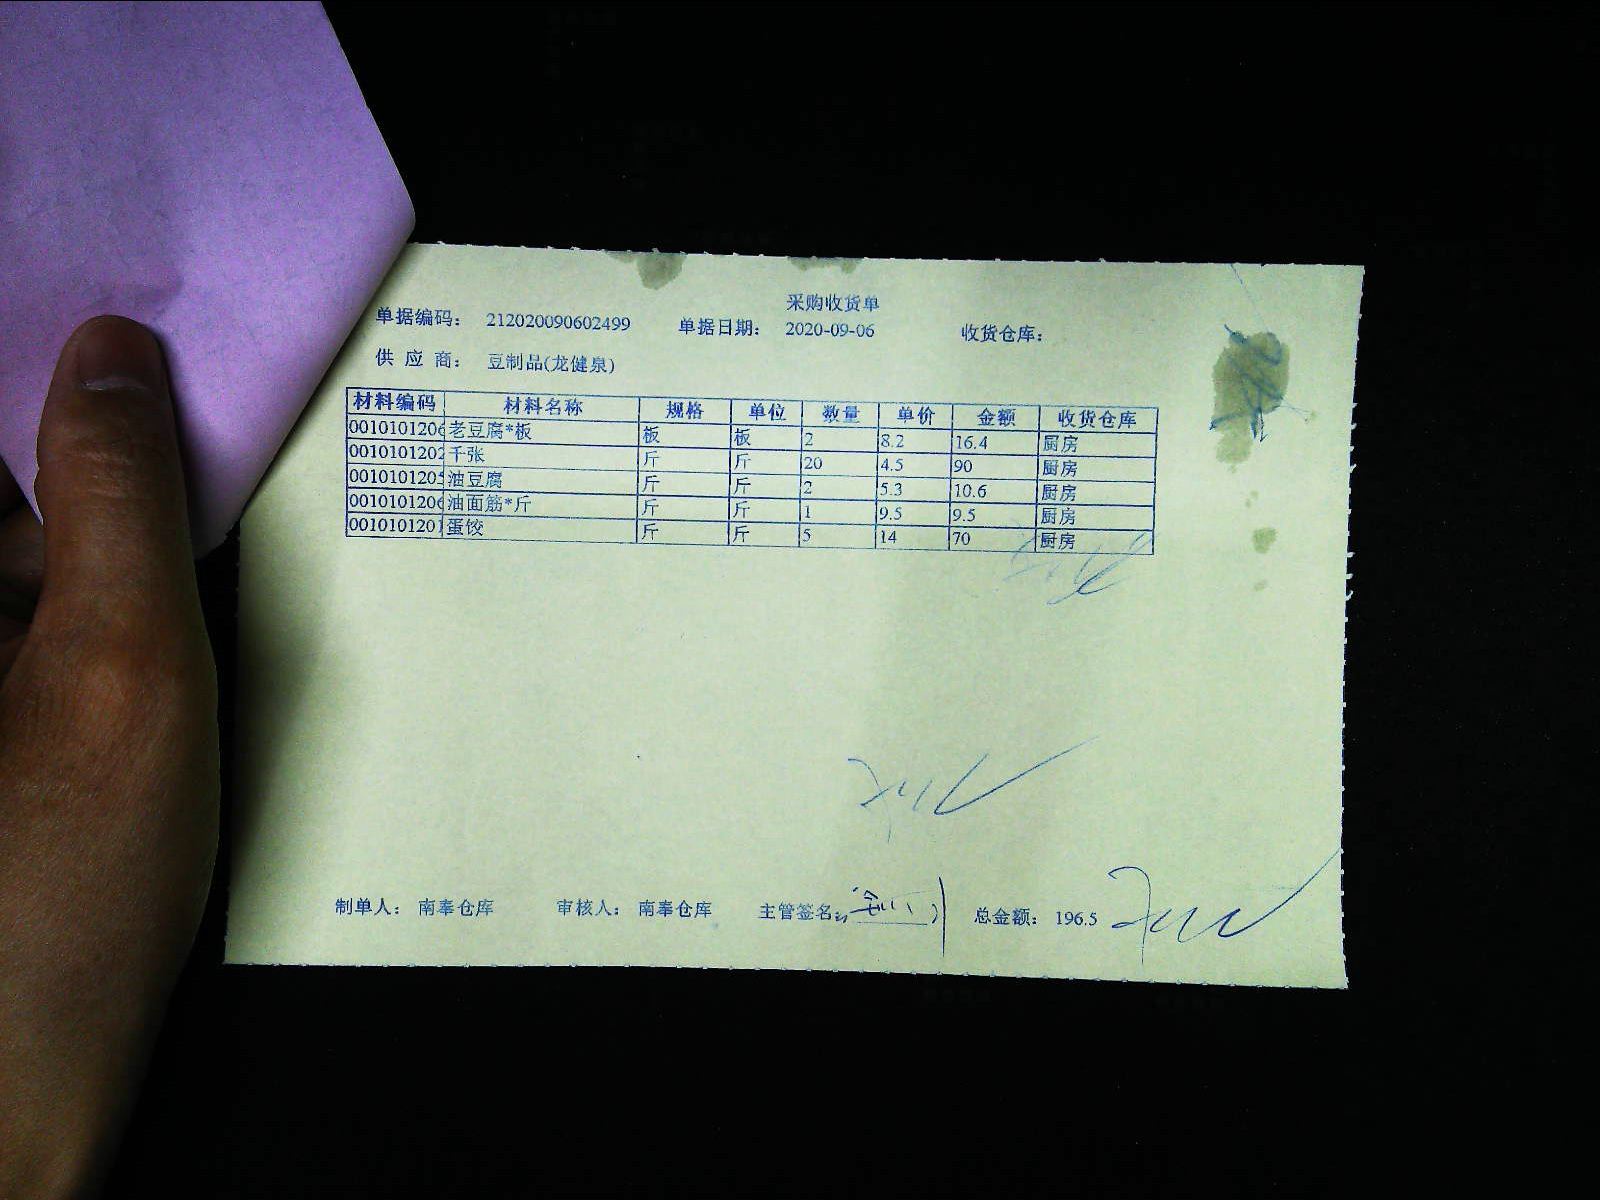 采购收货单
单据编码： 212020090602499 单据日期： 2020-09-06 收货仓库：
供 应 商： 豆制品(龙健泉)
材料编码 材料名称 规格 单位 数量 单价 金额 收货仓库
0010101206 老豆腐*板 板 板 2 8.2 16.4 厨房
0010101202 千张 斤 斤 20 4.5 90 厨房
0010101205 油豆腐 斤 斤 2 5.3 10.6 厨房
0010101206 油面筋*斤 斤 斤 1 9.5 9.5 厨房
0010101201 蛋饺 斤 斤 5 14 70 厨房
制单人： 南奉仓库 审核人： 南奉仓库 主管签名： 总金额： 196.5